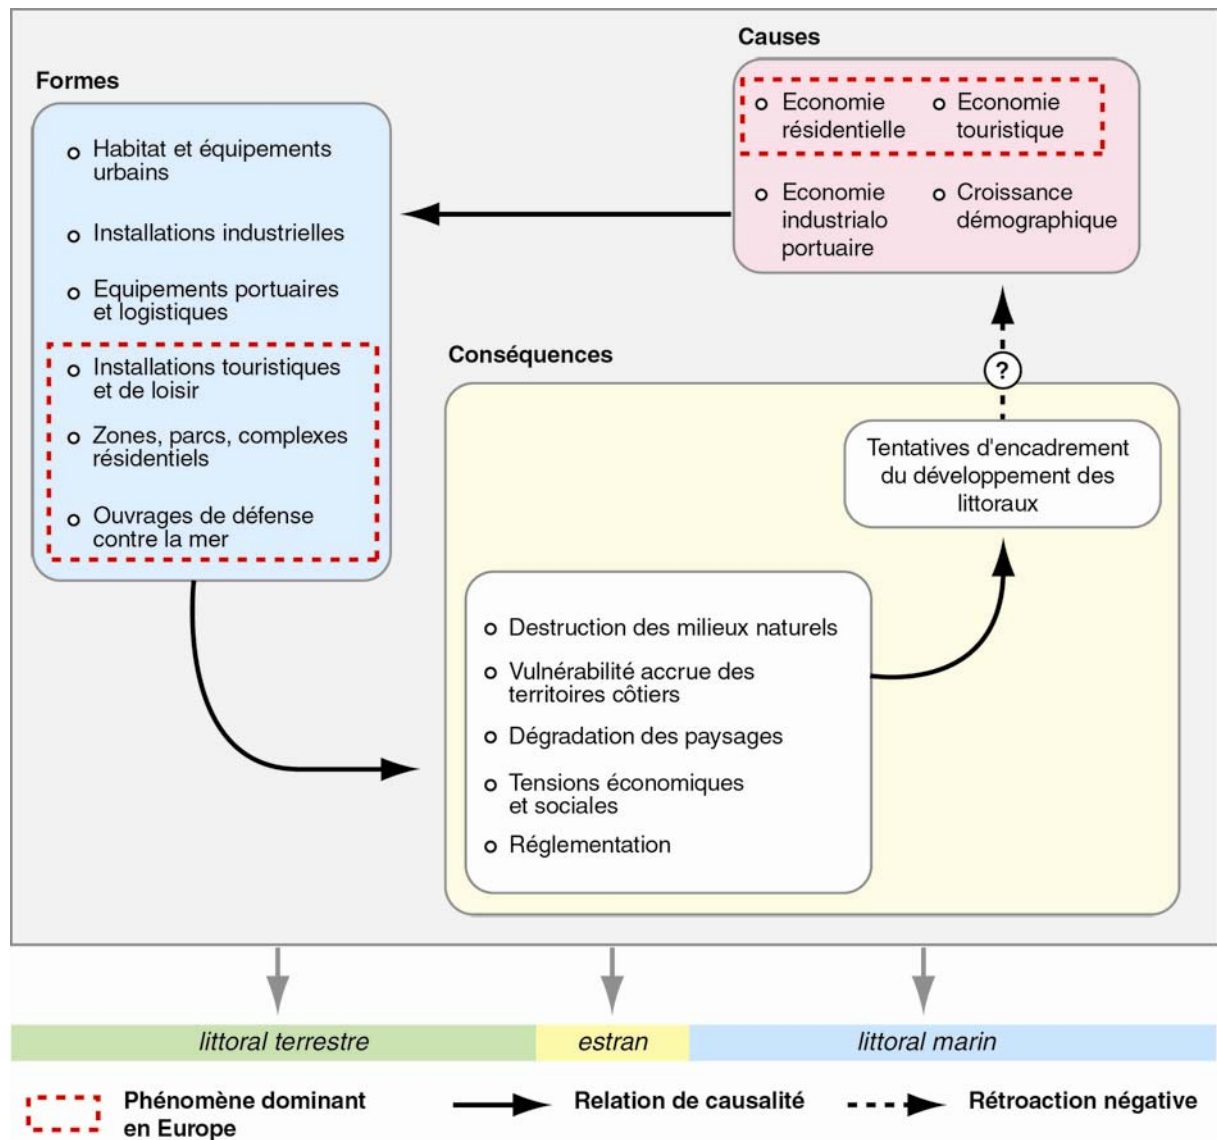 Causes
Economie
résidentielle
Economie
touristique
Economie
industrialo
portuaire
Croissance
démographique
Formes
Habitat et équipements
urbains
Installations industrielles
Equipements portuaires
et logistiques
Installations touristiques
et de loisir
Zones, parcs, complexes
résidentiels
Ouvrages de défense
contre la mer
Conséquences
?
Tentatives d'encadrement
du développement des
littoraux
Destruction des milieux naturels
Vulnérabilité accrue des
territoires côtiers
Dégradation des paysages
Tensions économiques
et sociales
Réglementation
littoral terrestre
estran
littoral marin
Phénomène dominant
en Europe
Relation de causalité
Rétroaction négative